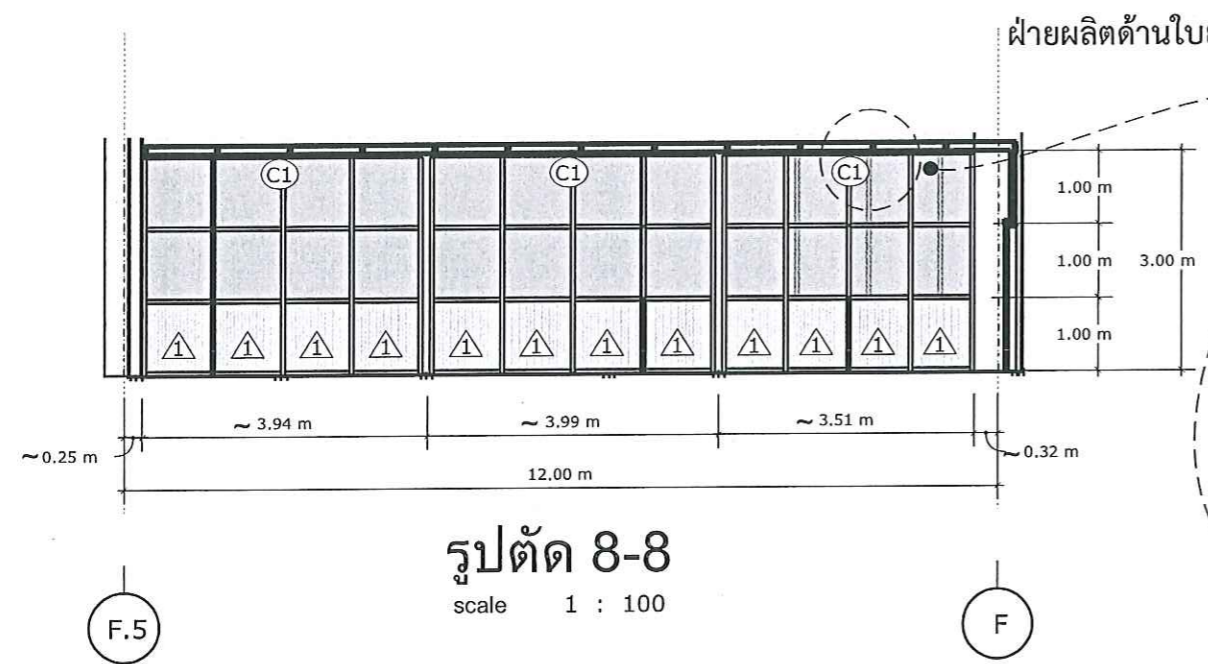 ฝ่ายผลิตด้านใบ
C1 C1 C1
1.00 m
1.00 m 3.00 m
1.00 m
1 1 1 1 1 1 1 1 1 1 1 1
~ 3.94 m ~ 3.99 m ~ 3.51 m
~ 0.25 m ~ 0.32 m
12.00 m
รูปตัด 8-8
scale 1 : 100
F.5 F